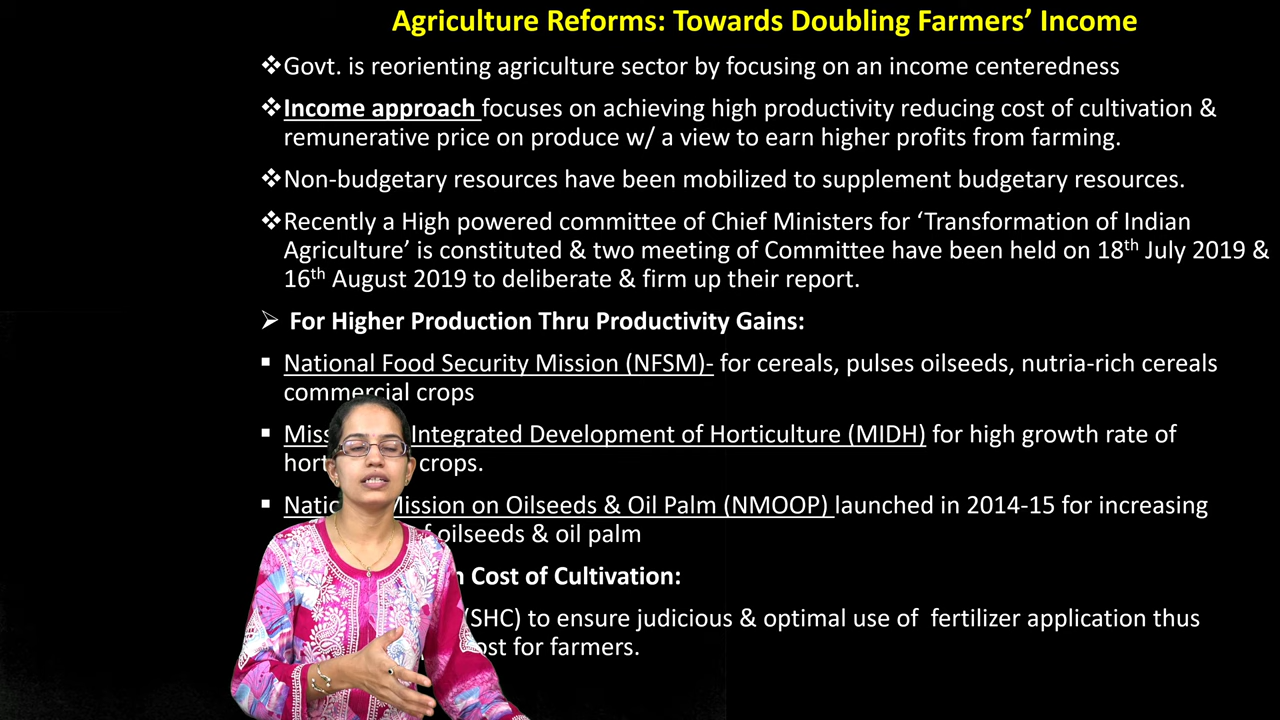 Agriculture Reforms: Towards Doubling Farmers’ Income
❖Govt. is reorienting agriculture sector by focusing on an income centeredness
❖Income approach focuses on achieving high productivity reducing cost of cultivation &
remunerative price on produce w/ a view to earn higher profits from farming.
❖Non-budgetary resources have been mobilized to supplement budgetary resources.
❖Recently a High powered committee of Chief Ministers for ‘Transformation of Indian
Agriculture’ is constituted & two meeting of Committee have been held on 18th July 2019 &
16th August 2019 to deliberate & firm up their report.
➢ For Higher Production Thru Productivity Gains:
▪ National Food Security Mission (NFSM)- for cereals, pulses oilseeds, nutria-rich cereals
commercial crops
▪ Integrated Development of Horticulture (MIDH) for high growth rate of
crops.
▪ Mission on Oilseeds & Oil Palm (NMOOP) launched in 2014-15 for increasing
oilseeds & oil palm
Cost of Cultivation:
(SHC) to ensure judicious & optimal use of fertilizer application thus
for farmers.